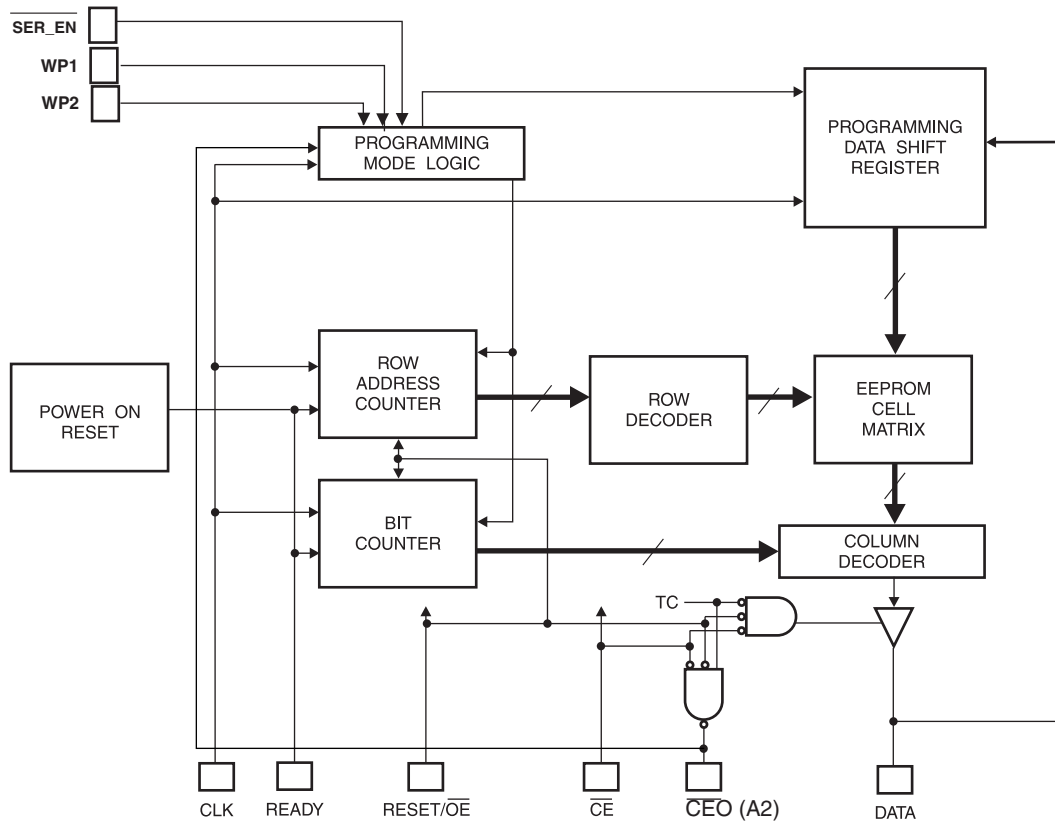 SER_EN
WP1
WP2
PROGRAMMING
MODE LOGIC
PROGRAMMING
DATA SHIFT
REGISTER
POWER ON
RESET
ROW
ADDRESS
COUNTER
ROW
DECODER
EEPROM
CELL
MATRIX
BIT
COUNTER
COLUMN
DECODER
TC
CLK
READY
RESET/OE
CE
CEO (A2)
DATA